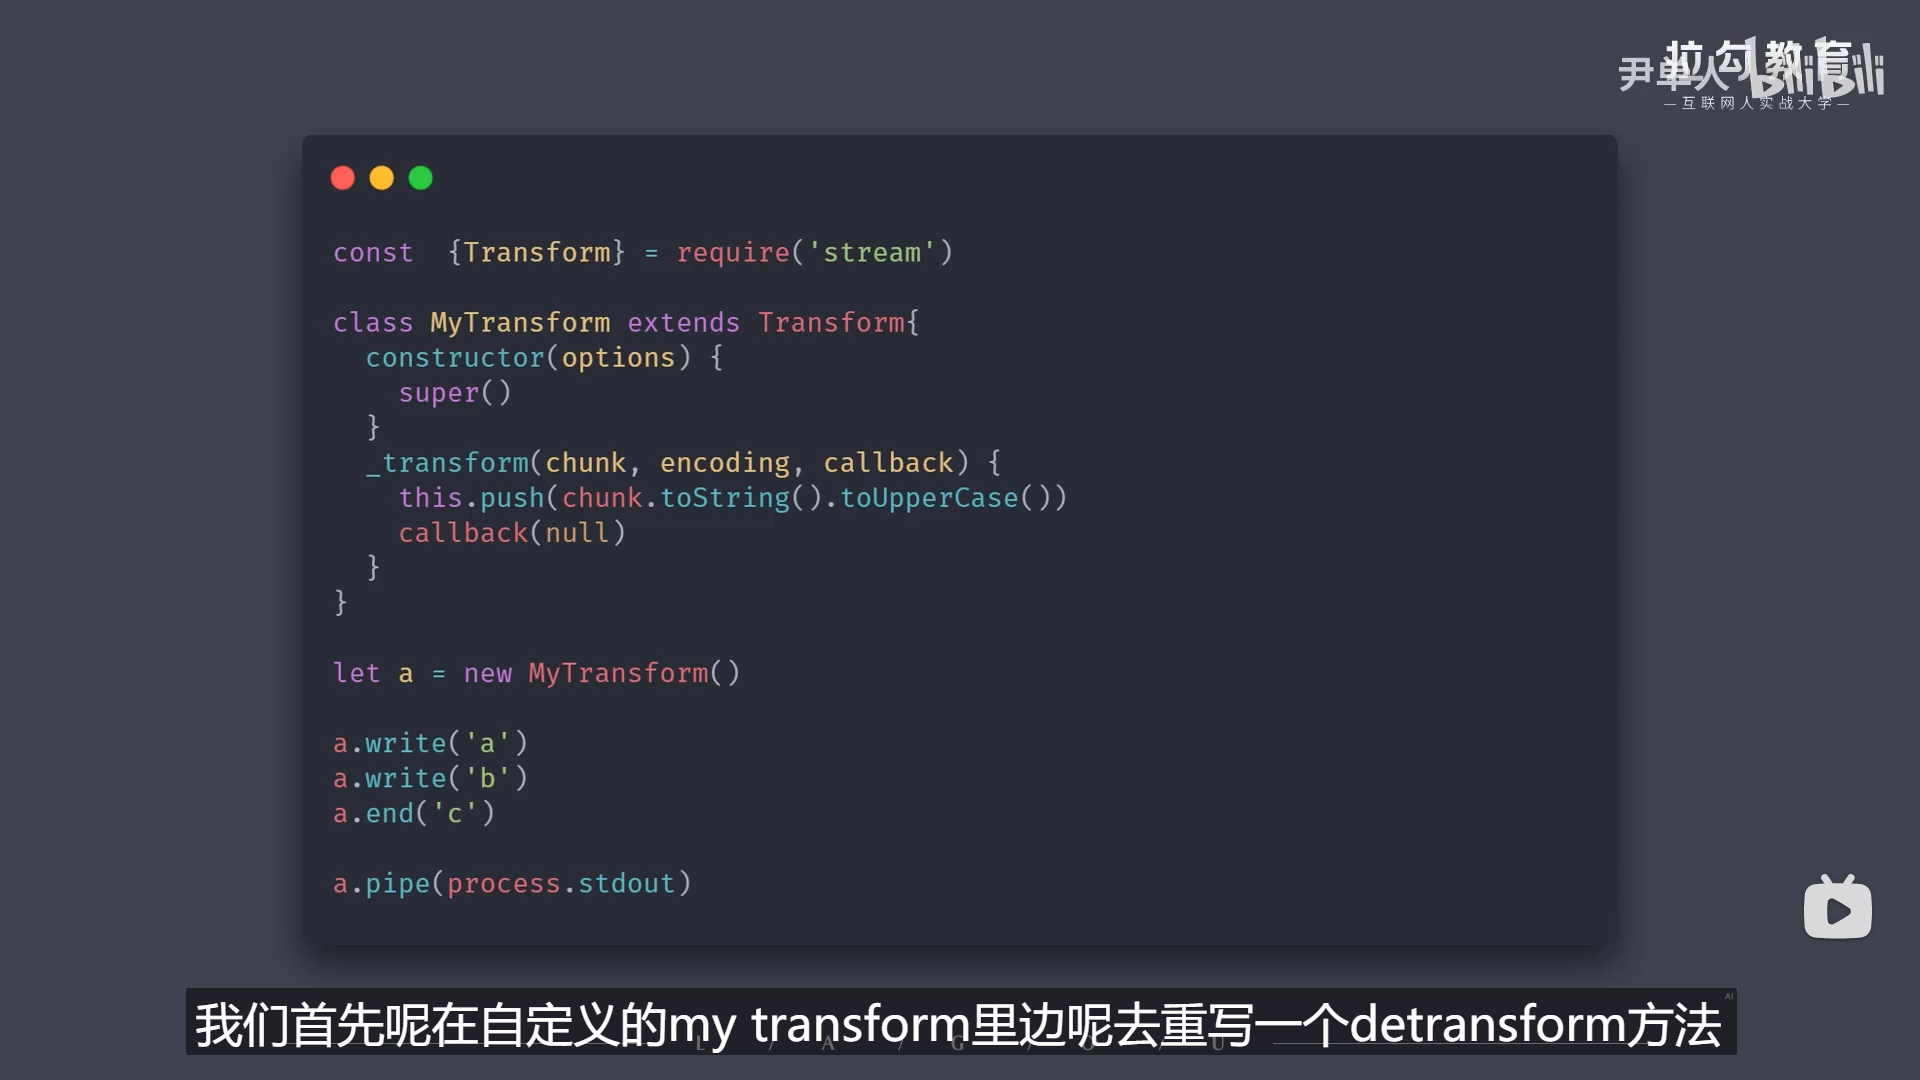 拉勾教育
尹单人
bilibili
—互联网人实战大学—
const  {Transform} = require('stream')
class MyTransform extends Transform{
  constructor(options) {
    super()
  }
  _transform(chunk, encoding, callback) {
    this.push(chunk.toString().toUpperCase())
    callback(null)
  }
}
let a = new MyTransform()
a.write('a')
a.write('b')
a.end('c')
a.pipe(process.stdout)
AI
我们首先呢在自定义的my transform里边呢去重写一个detransform方法
L / A / G / O / U